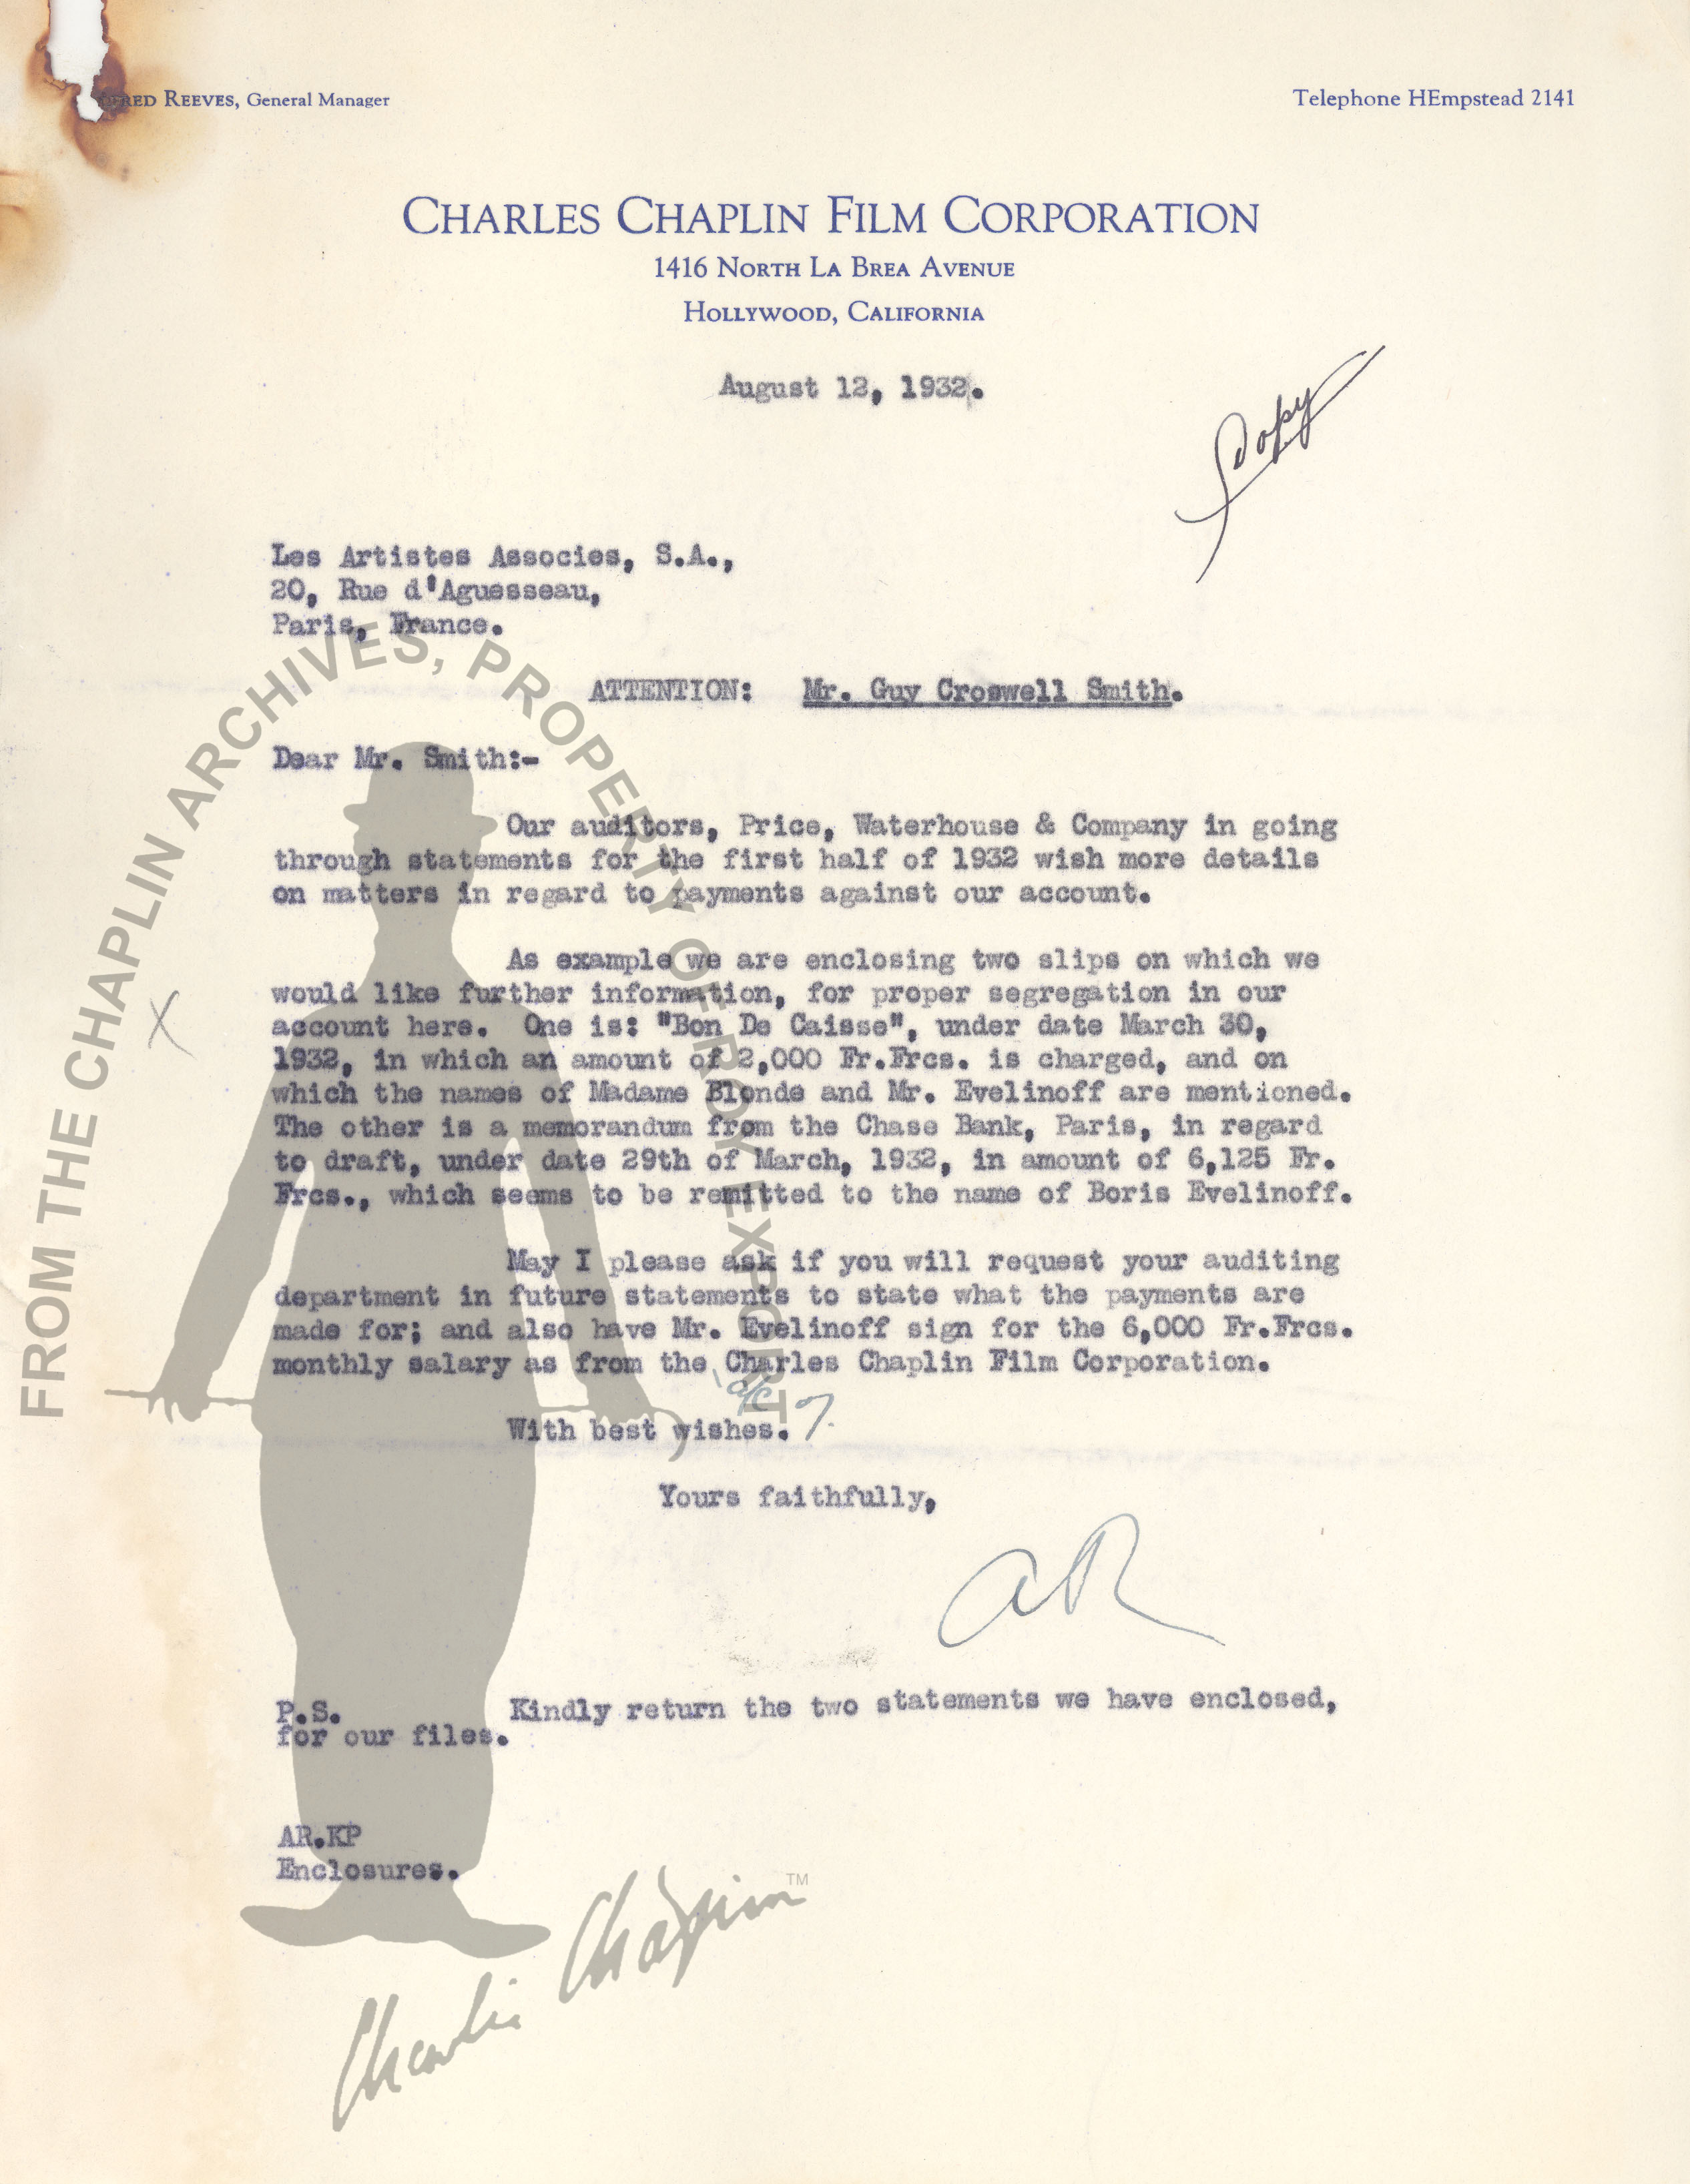 FRED REEVES, General Manager
Telephone HEmpstead 2141
CHARLES CHAPLIN FILM CORPORATION
1416 NORTH LA BREA AVENUE
HOLLYWOOD, CALIFORNIA
August 12, 1932.
Copy
Les Artistes Associes, S.A.,
20, Rue d'Aguesseau,
Paris, France.
ATTENTION: Mr. Guy Croswell Smith.
Dear Mr. Smith:-
Our auditors, Price, Waterhouse & Company in going
through statements for the first half of 1932 wish more details
on matters in regard to payments against our account.
As example we are enclosing two slips on which we
would like further information, for proper segregation in our
account here. One is: "Bon De Caisse", under date March 30,
1932, in which an amount of 2,000 Fr.Frcs. is charged, and on
which the names of Madame Blonde and Mr. Evelinoff are mentioned.
The other is a memorandum from the Chase Bank, Paris, in regard
to draft, under date 29th of March, 1932, in amount of 6,125 Fr.
Frcs., which seems to be remitted to the name of Boris Evelinoff.
May I please ask if you will request your auditing
department in future statements to state what the payments are
made for; and also have Mr. Evelinoff sign for the 6,000 Fr.Frcs.
monthly salary as from the Charles Chaplin Film Corporation.
With best wishes.
Yours faithfully,
AR
P.S. Kindly return the two statements we have enclosed,
for our files.
AR.KP
Enclosures.
FROM THE CHAPLIN ARCHIVES, PROPERTY OF ROY EXPORT
Charlie Chaplin TM